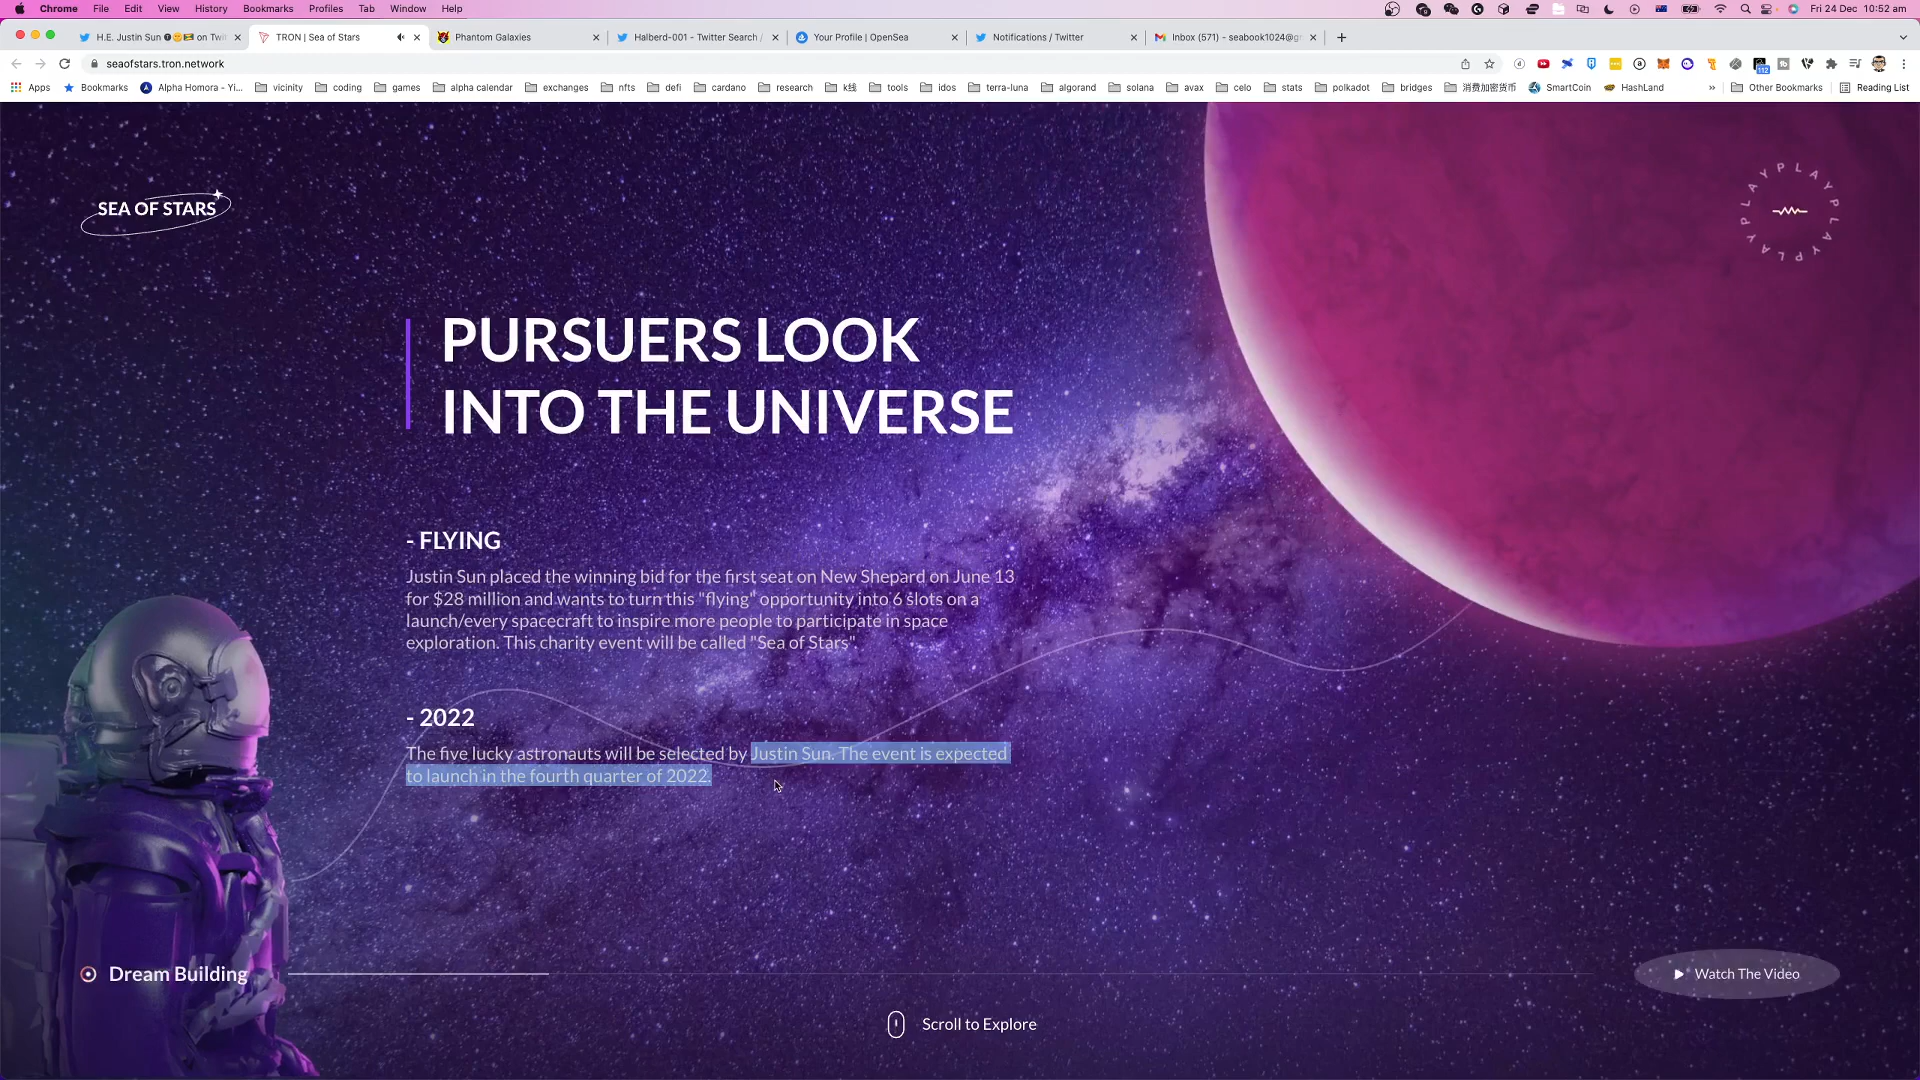 Chrome File Edit View History Bookmarks Profiles Tab Window Help
Fri 24 Dec 10:52 am
TRON | Sea of Stars
Phantom Galaxies
Halberd-001 - Twitter Search /
Your Profile | OpenSea
Notifications / Twitter
Inbox (571) - seabook1024@
seaofstars.tron.network
Apps Bookmarks Alpha Homora - Yi... vicinity coding games alpha calendar exchanges nfts defi cardano research k线 tools idos terra-luna algorand solana avax celo stats polkadot bridges 消费加密货币 SmartCoin HashLand » Other Bookmarks Reading List
SEA OF STARS
PLAYPLAYPLAYPLAY
PURSUERS LOOK
INTO THE UNIVERSE
- FLYING
Justin Sun placed the winning bid for the first seat on New Shepard on June 13
for $28 million and wants to turn this "flying" opportunity into 6 slots on a
launch/every spacecraft to inspire more people to participate in space
exploration. This charity event will be called "Sea of Stars".
- 2022
The five lucky astronauts will be selected by Justin Sun. The event is expected
to launch in the fourth quarter of 2022.
Dream Building
Watch The Video
Scroll to Explore